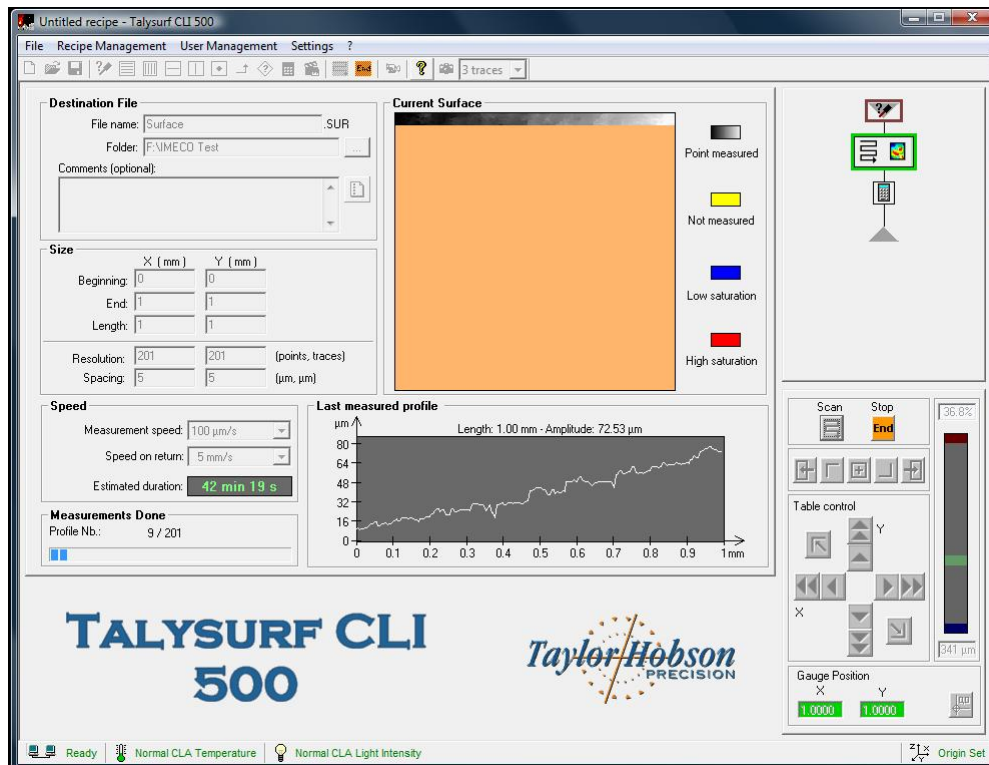 Untitled recipe - Talysurf CLI 500
File Recipe Management User Management Settings ?
End 3 traces
Destination File
File name: Surface .SUR
Folder: F:\IMECO Test ...
Comments (optional):
Size
X ( mm ) Y ( mm )
Beginning: 0 0
End: 1 1
Length: 1 1
Resolution: 201 201 (points, traces)
Spacing: 5 5 (µm, µm)
Speed
Measurement speed: 100 µm/s
Speed on return: 5 mm/s
Estimated duration: 42 min 19 s
Measurements Done
Profile Nb.: 9 / 201
Current Surface
Point measured
Not measured
Low saturation
High saturation
Last measured profile
µm Length: 1.00 mm - Amplitude: 72.53 µm
80
64
48
32
16
0
0 0.1 0.2 0.3 0.4 0.5 0.6 0.7 0.8 0.9 1 mm
Scan Stop 36.8%
End
Table control
Y
X
341 µm
Gauge Position
X Y
1.0000 1.0000
TALYSURF CLI
500
Taylor Hobson
PRECISION
Ready Normal CLA Temperature Normal CLA Light Intensity Z X Y Origin Set